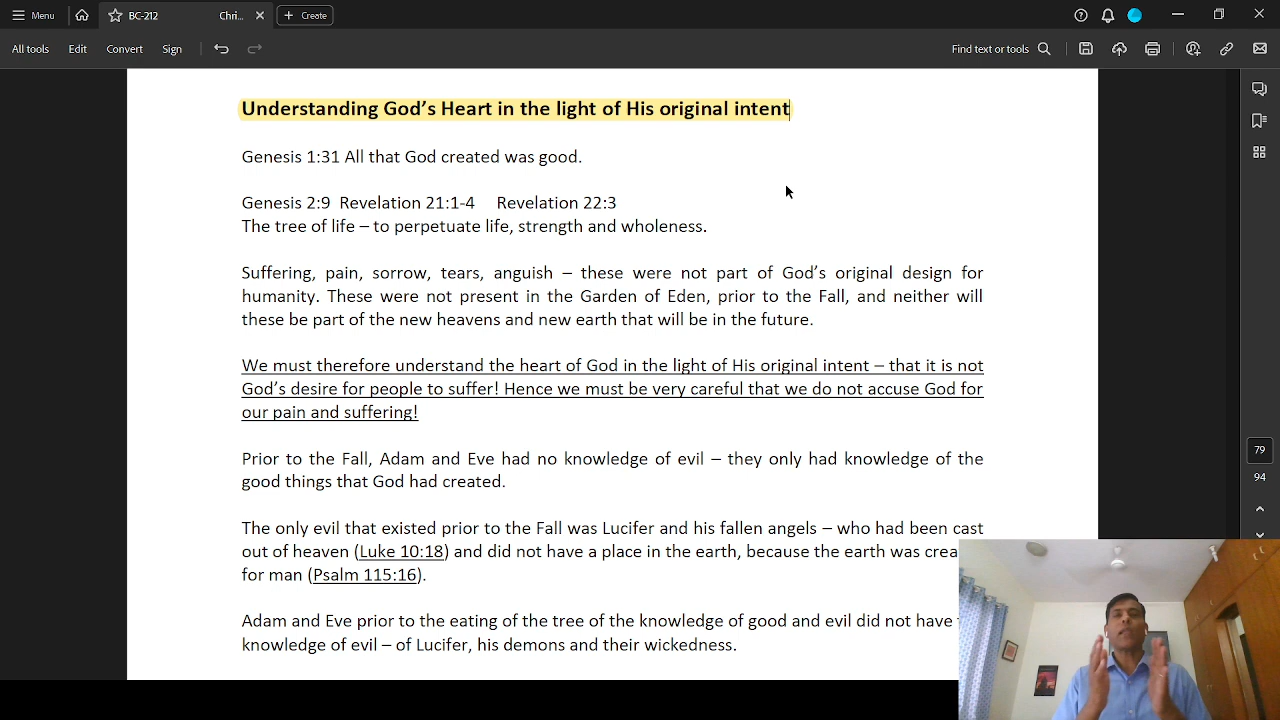 Menu
BC-212 Chri...
Create
All tools Edit Convert Sign
Find text or tools
Understanding God's Heart in the light of His original intent
Genesis 1:31 All that God created was good.
Genesis 2:9 Revelation 21:1-4 Revelation 22:3
The tree of life – to perpetuate life, strength and wholeness.
Suffering, pain, sorrow, tears, anguish – these were not part of God's original design for
humanity. These were not present in the Garden of Eden, prior to the Fall, and neither will
these be part of the new heavens and new earth that will be in the future.
We must therefore understand the heart of God in the light of His original intent – that it is not
God's desire for people to suffer! Hence we must be very careful that we do not accuse God for
our pain and suffering!
Prior to the Fall, Adam and Eve had no knowledge of evil – they only had knowledge of the
good things that God had created.
The only evil that existed prior to the Fall was Lucifer and his fallen angels – who had been cast
out of heaven (Luke 10:18) and did not have a place in the earth, because the earth was
for man (Psalm 115:16).
Adam and Eve prior to the eating of the tree of the knowledge of good and evil did not have
knowledge of evil – of Lucifer, his demons and their wickedness.
79
94